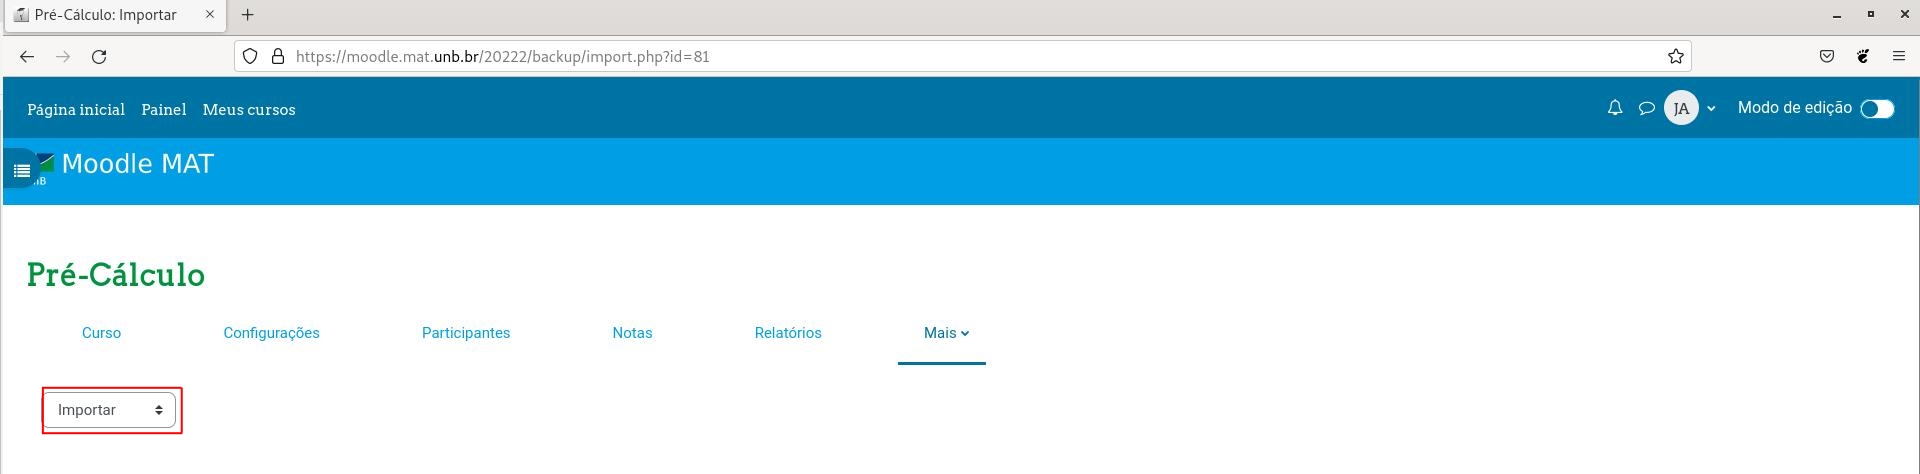 Pré-Cálculo: Importar
https://moodle.mat.unb.br/20222/backup/import.php?id=81
Página inicial Painel Meus cursos JA Modo de edição
Moodle MAT
Pré-Cálculo
Curso Configurações Participantes Notas Relatórios Mais
Importar